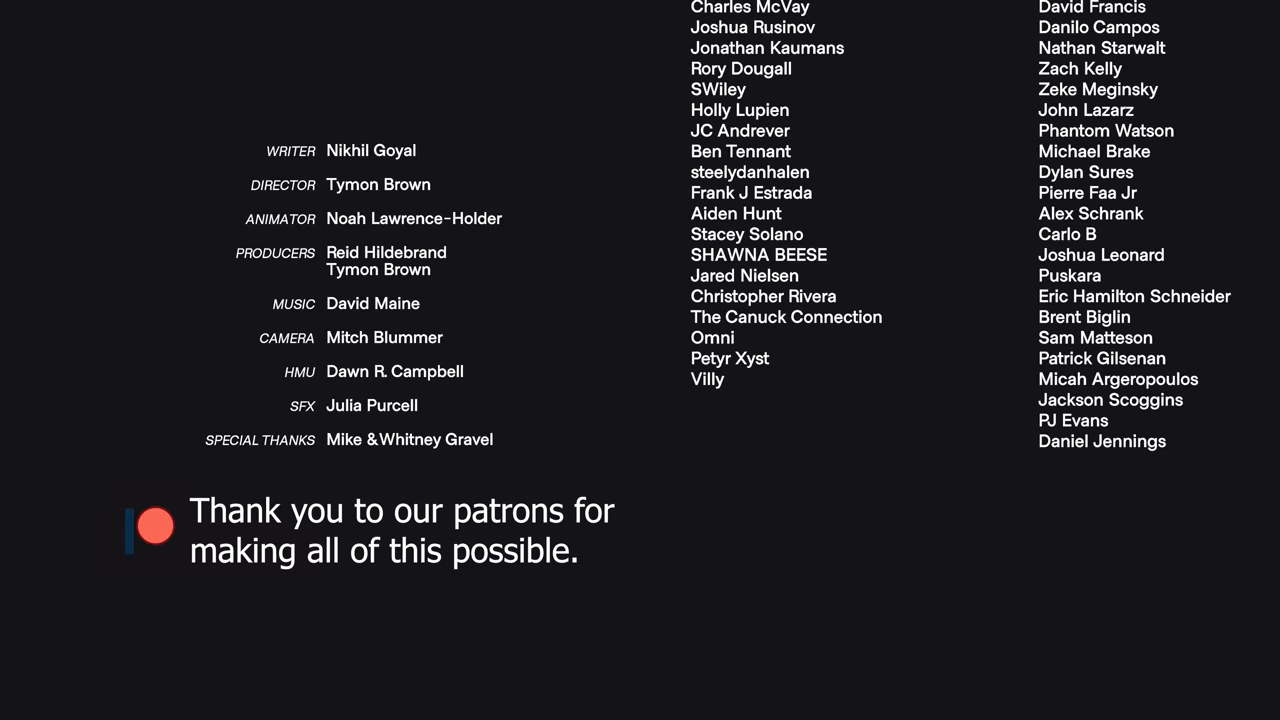 WRITER Nikhil Goyal
DIRECTOR Tymon Brown
ANIMATOR Noah Lawrence-Holder
PRODUCERS Reid Hildebrand
Tymon Brown
MUSIC David Maine
CAMERA Mitch Blummer
HMU Dawn R. Campbell
SFX Julia Purcell
SPECIAL THANKS Mike & Whitney Gravel
Thank you to our patrons for
making all of this possible.
Charles McVay
Joshua Rusinov
Jonathan Kaumans
Rory Dougall
SWiley
Holly Lupien
JC Andrever
Ben Tennant
steelydanhalen
Frank J Estrada
Aiden Hunt
Stacey Solano
SHAWNA BEESE
Jared Nielsen
Christopher Rivera
The Canuck Connection
Omni
Petyr Xyst
Villy
David Francis
Danilo Campos
Nathan Starwalt
Zach Kelly
Zeke Meginsky
John Lazarz
Phantom Watson
Michael Brake
Dylan Sures
Pierre Faa Jr
Alex Schrank
Carlo B
Joshua Leonard
Puskara
Eric Hamilton Schneider
Brent Biglin
Sam Matteson
Patrick Gilsenan
Micah Argeropoulos
Jackson Scoggins
PJ Evans
Daniel Jennings